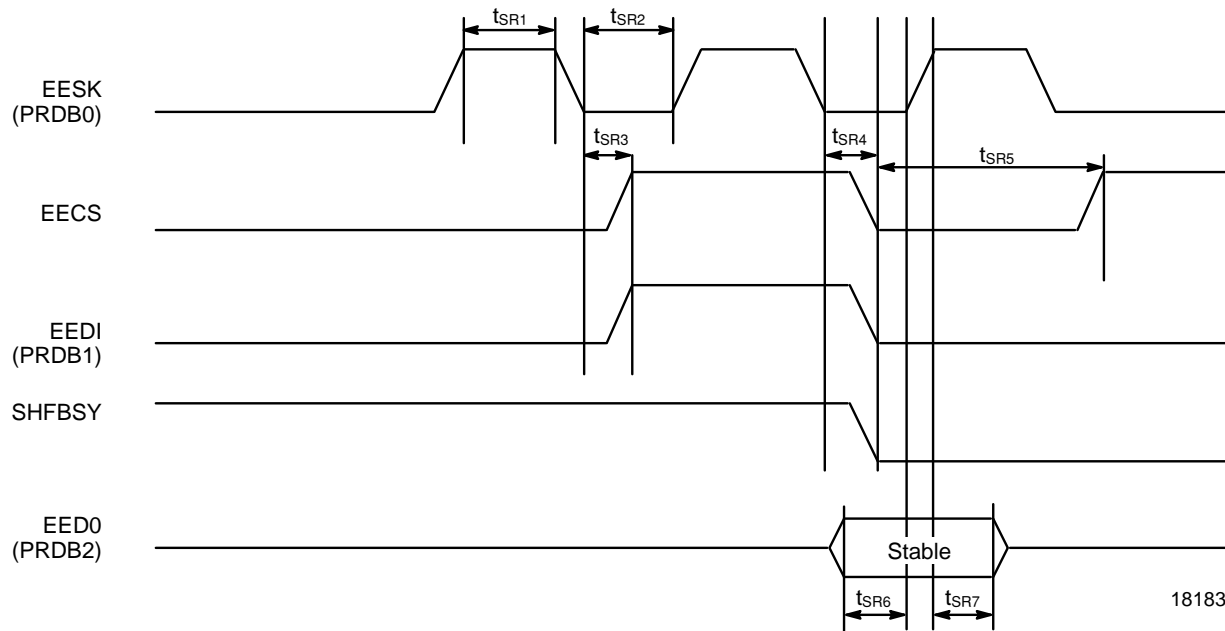 tSR1
tSR2
EESK
(PRDB0)
tSR3
tSR4
tSR5
EECS
EEDI
(PRDB1)
SHFBSY
EED0
(PRDB2)
Stable
tSR6
tSR7
18183